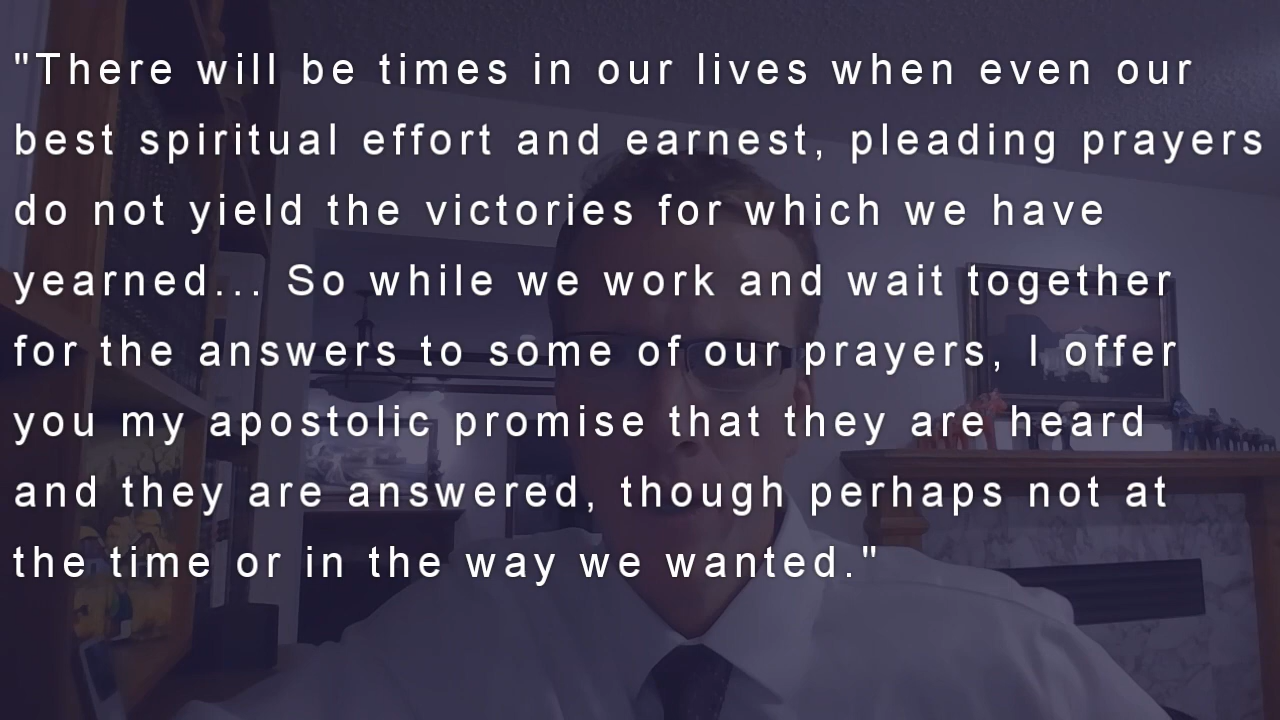 "There will be times in our lives when even our
best spiritual effort and earnest, pleading prayers
do not yield the victories for which we have
yearned... So while we work and wait together
for the answers to some of our prayers, I offer
you my apostolic promise that they are heard
and they are answered, though perhaps not at
the time or in the way we wanted."